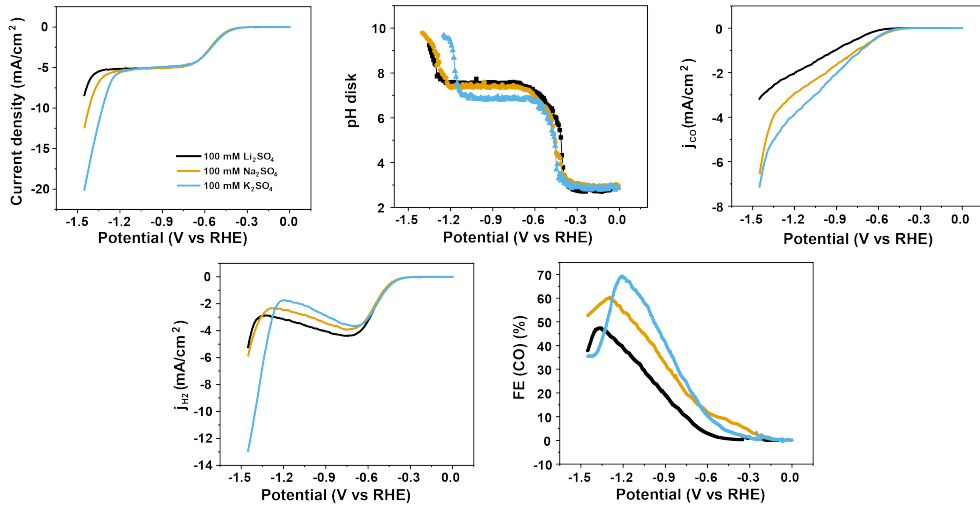 Current density (mA/cm²)
0
-5
-10
-15
-20
100 mM Li₂SO₄
100 mM Na₂SO₄
100 mM K₂SO₄
-1.5 -1.2 -0.9 -0.6 -0.3 0.0
Potential (V vs RHE)
pH disk
10
8
6
4
2
-1.5 -1.2 -0.9 -0.6 -0.3 0.0
Potential (V vs RHE)
j_CO (mA/cm²)
0
-2
-4
-6
-8
-1.5 -1.2 -0.9 -0.6 -0.3 0.0
Potential (V vs RHE)
j_H2 (mA/cm²)
0
-2
-4
-6
-8
-10
-12
-14
-1.5 -1.2 -0.9 -0.6 -0.3 0.0
Potential (V vs RHE)
FE (CO) (%)
70
60
50
40
30
20
10
0
-10
-1.5 -1.2 -0.9 -0.6 -0.3 0.0
Potential (V vs RHE)